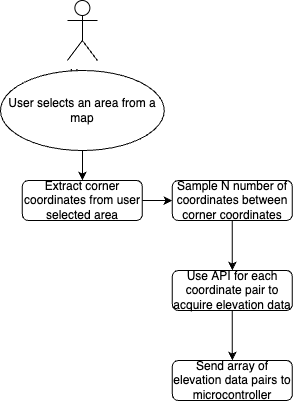 User selects an area from a
map
Extract corner
coordinates from user
selected area
Sample N number of
coordinates between
corner coordinates
Use API for each
coordinate pair to
acquire elevation data
Send array of
elevation data pairs to
microcontroller